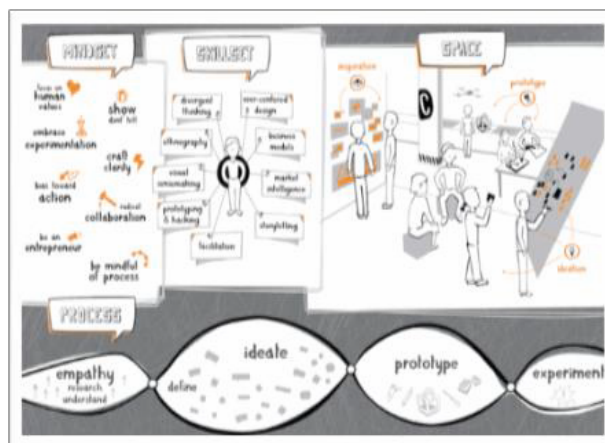 MINDSET
focus on
human
values
show
don't tell
embrace
experimentation
craft
clarity
bias toward
action
radical
collaboration
be an
entrepreneur
be mindful
of process
SKILLSET
divergent
thinking
user-centered
design
ethnography
business
models
visual
sensemaking
market
intelligence
prototyping
& hacking
storytelling
facilitation
SPACE
inspiration
prototype
C
ideation
PROCESS
empathy
research
understand
define
ideate
prototype
experiment